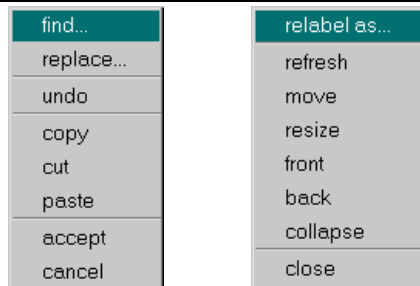 find...
replace...
undo
copy
cut
paste
accept
cancel
relabel as...
refresh
move
resize
front
back
collapse
close